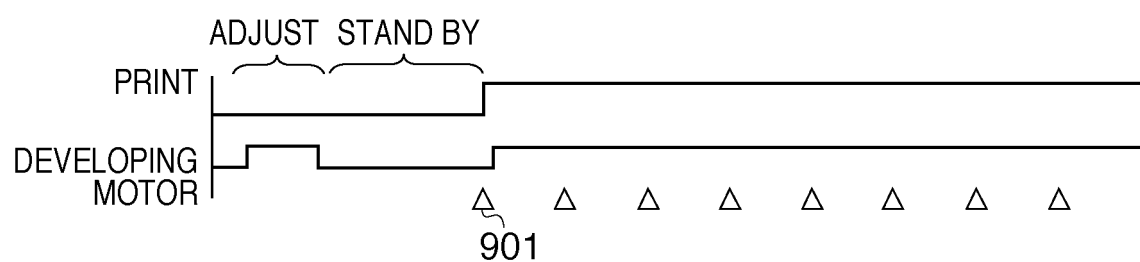 ADJUST STAND BY
PRINT
DEVELOPING
MOTOR
901